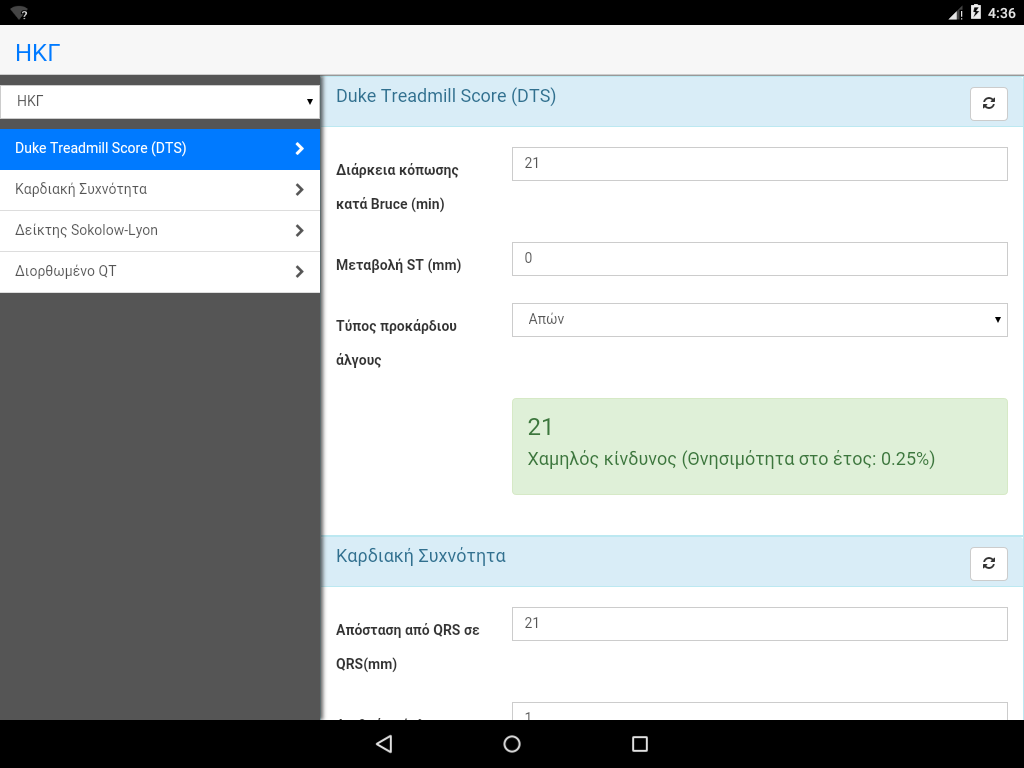 4:36
ΗΚΓ
ΗΚΓ
Duke Treadmill Score (DTS)
Καρδιακή Συχνότητα
Δείκτης Sokolow-Lyon
Διορθωμένο QT
Duke Treadmill Score (DTS)
Διάρκεια κόπωσης
κατά Bruce (min)
21
Μεταβολή ST (mm)
0
Τύπος προκάρδιου
άλγους
Απών
21
Χαμηλός κίνδυνος (Θνησιμότητα στο έτος: 0.25%)
Καρδιακή Συχνότητα
Απόσταση από QRS σε
QRS(mm)
21
1